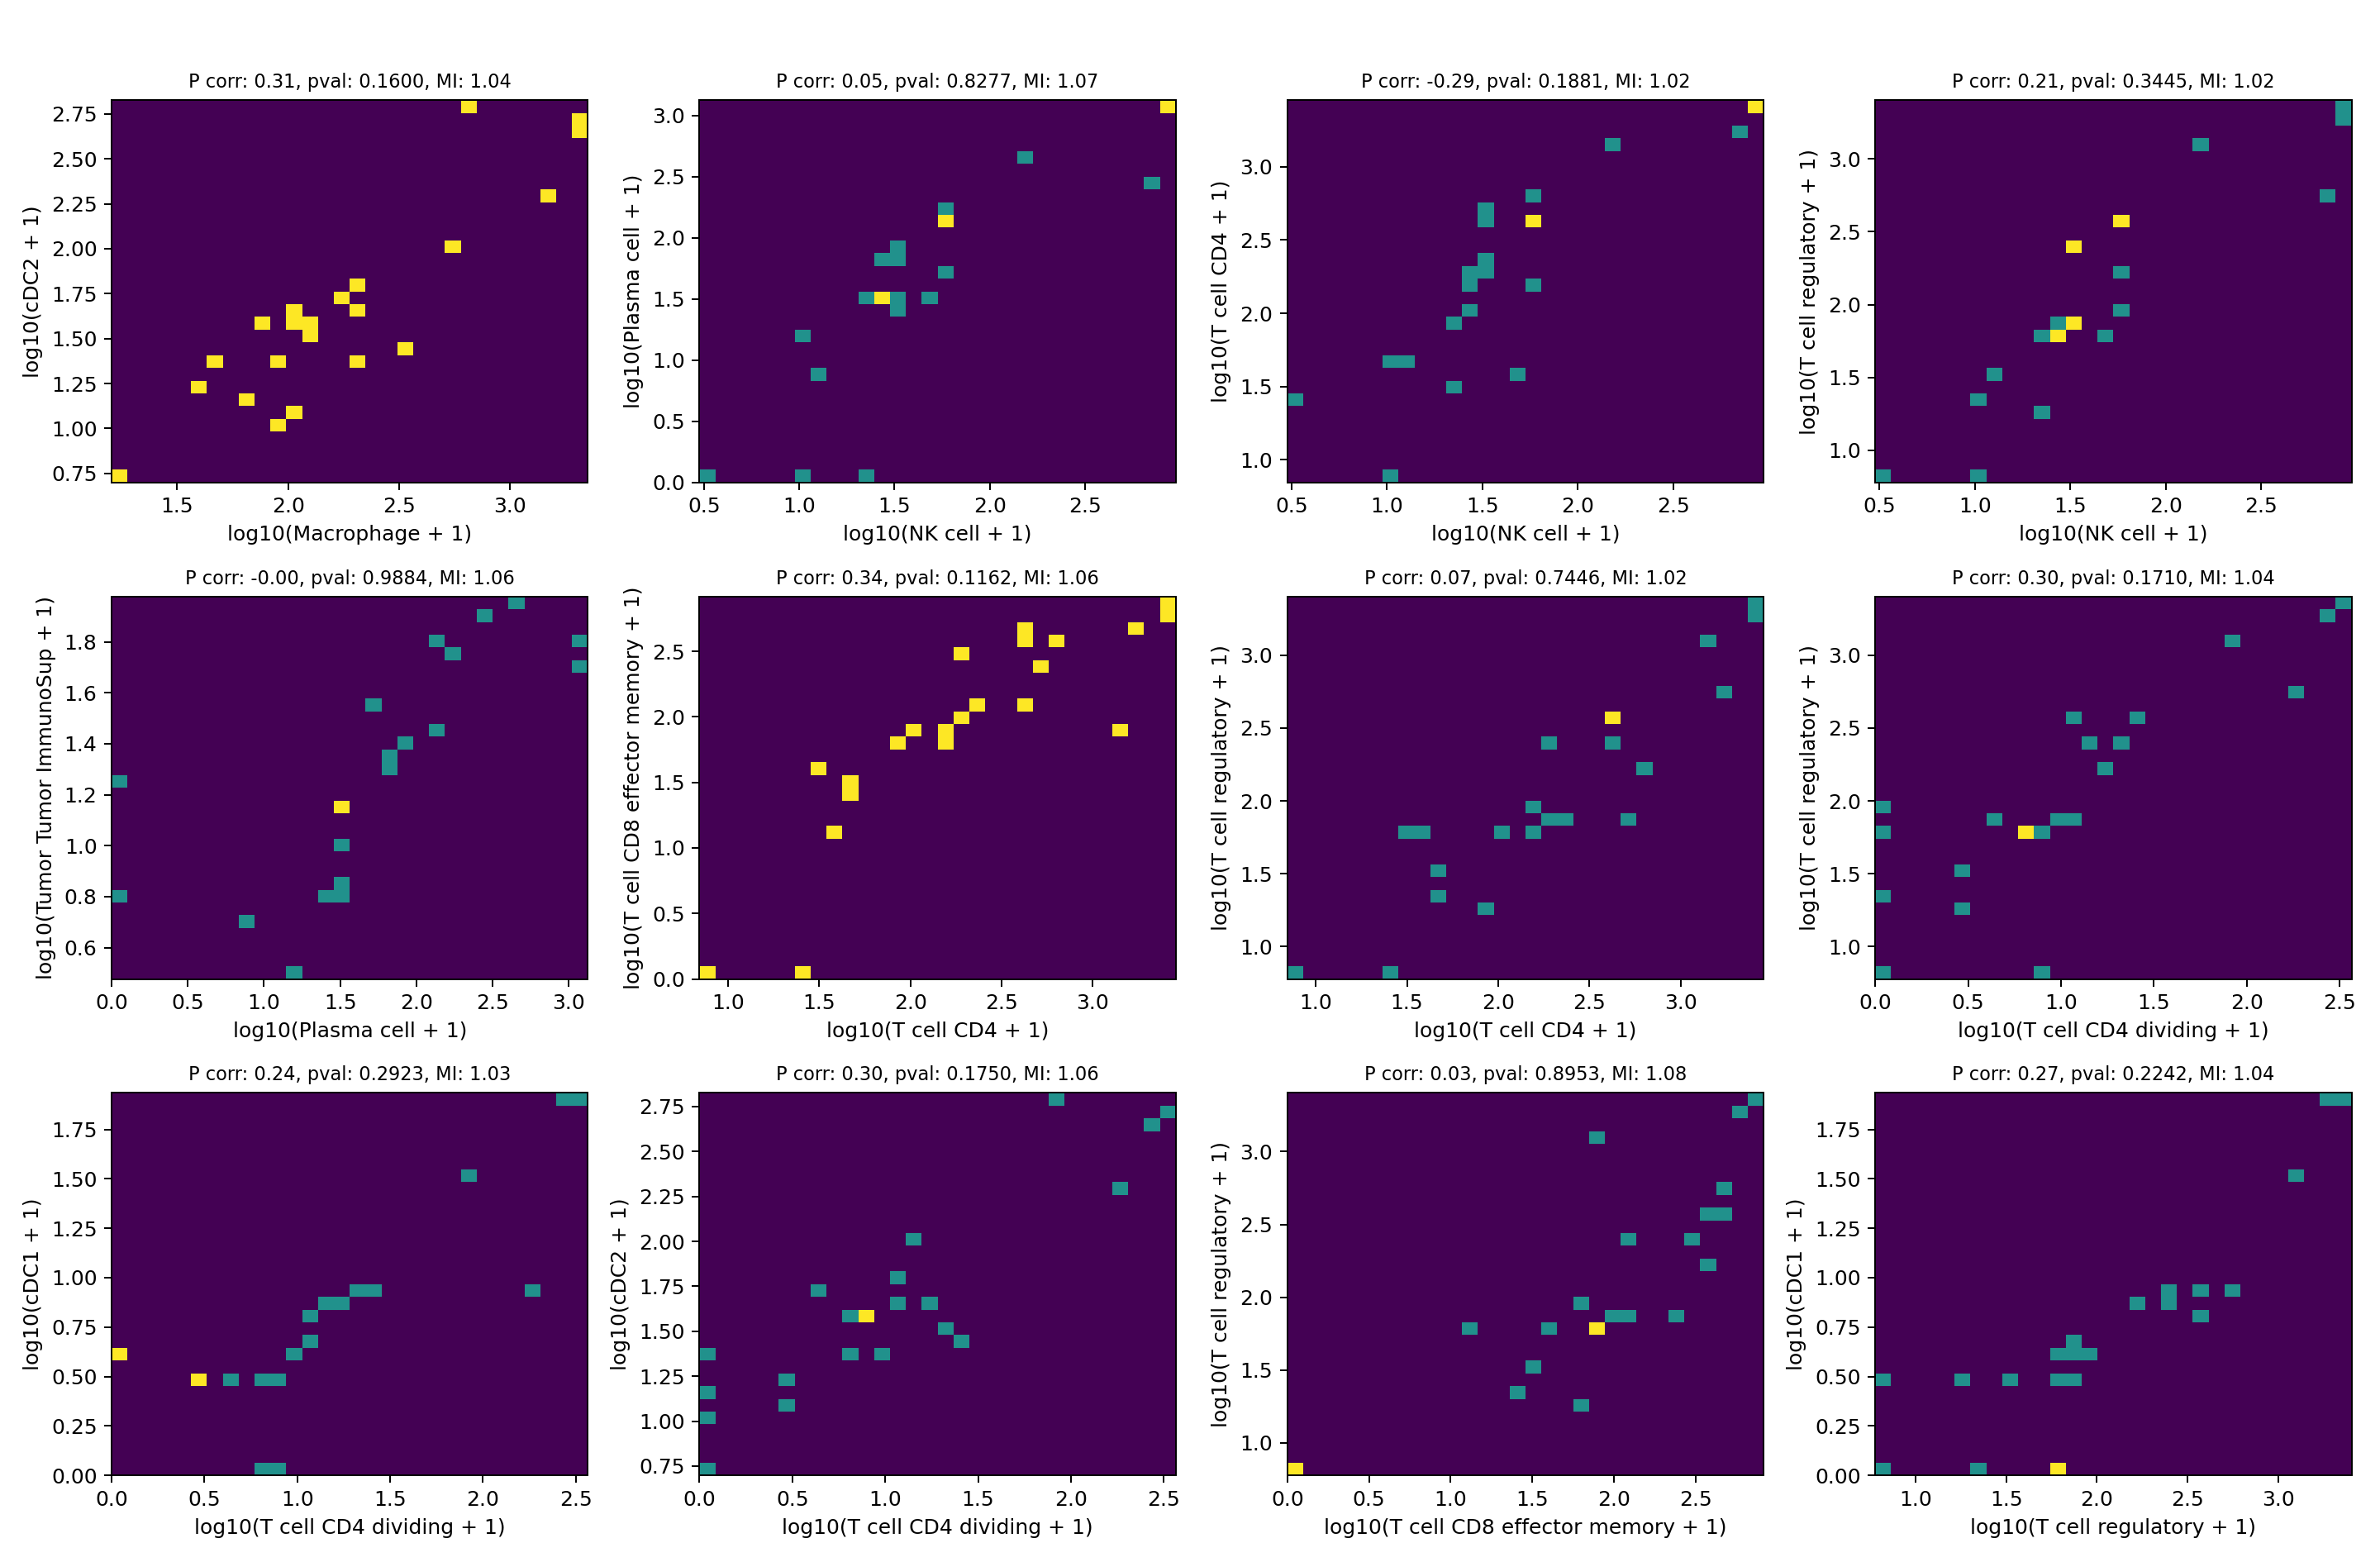 P corr: 0.31, pval: 0.1600, MI: 1.04
P corr: 0.05, pval: 0.8277, MI: 1.07
P corr: -0.29, pval: 0.1881, MI: 1.02
P corr: 0.21, pval: 0.3445, MI: 1.02
log10(cDC2 + 1)
2.75
2.50
2.25
2.00
1.75
1.50
1.25
1.00
0.75
1.5 2.0 2.5 3.0
log10(Macrophage + 1)
log10(Plasma cell + 1)
3.0
2.5
2.0
1.5
1.0
0.5
0.0
0.5 1.0 1.5 2.0 2.5
log10(NK cell + 1)
log10(T cell CD4 + 1)
3.0
2.5
2.0
1.5
1.0
0.5 1.0 1.5 2.0 2.5
log10(NK cell + 1)
log10(T cell regulatory + 1)
3.0
2.5
2.0
1.5
1.0
0.5 1.0 1.5 2.0 2.5
log10(NK cell + 1)
P corr: -0.00, pval: 0.9884, MI: 1.06
P corr: 0.34, pval: 0.1162, MI: 1.06
P corr: 0.07, pval: 0.7446, MI: 1.02
P corr: 0.30, pval: 0.1710, MI: 1.04
log10(Tumor Tumor ImmunoSup + 1)
1.8
1.6
1.4
1.2
1.0
0.8
0.6
0.0 0.5 1.0 1.5 2.0 2.5 3.0
log10(Plasma cell + 1)
log10(T cell CD8 effector memory + 1)
2.5
2.0
1.5
1.0
0.5
0.0
1.0 1.5 2.0 2.5 3.0
log10(T cell CD4 + 1)
log10(T cell regulatory + 1)
3.0
2.5
2.0
1.5
1.0
1.0 1.5 2.0 2.5 3.0
log10(T cell CD4 + 1)
log10(T cell regulatory + 1)
3.0
2.5
2.0
1.5
1.0
0.0 0.5 1.0 1.5 2.0 2.5
log10(T cell CD4 dividing + 1)
P corr: 0.24, pval: 0.2923, MI: 1.03
P corr: 0.30, pval: 0.1750, MI: 1.06
P corr: 0.03, pval: 0.8953, MI: 1.08
P corr: 0.27, pval: 0.2242, MI: 1.04
log10(cDC1 + 1)
1.75
1.50
1.25
1.00
0.75
0.50
0.25
0.00
0.0 0.5 1.0 1.5 2.0 2.5
log10(T cell CD4 dividing + 1)
log10(cDC2 + 1)
2.75
2.50
2.25
2.00
1.75
1.50
1.25
1.00
0.75
0.0 0.5 1.0 1.5 2.0 2.5
log10(T cell CD4 dividing + 1)
log10(T cell regulatory + 1)
3.0
2.5
2.0
1.5
1.0
0.0 0.5 1.0 1.5 2.0 2.5
log10(T cell CD8 effector memory + 1)
log10(cDC1 + 1)
1.75
1.50
1.25
1.00
0.75
0.50
0.25
0.00
1.0 1.5 2.0 2.5 3.0
log10(T cell regulatory + 1)